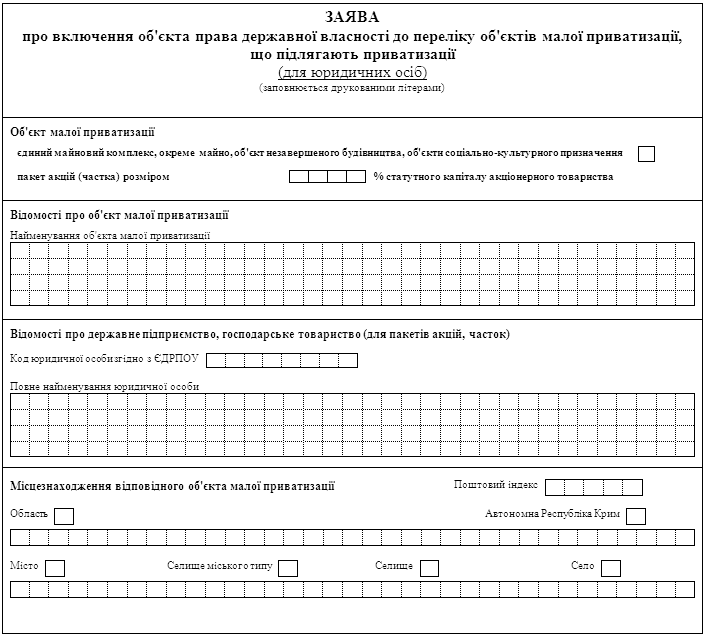 ЗАЯВА
про включення об'єкта права державної власності до переліку об'єктів малої приватизації,
що підлягають приватизації
(для юридичних осіб)
(заповнюється друкованими літерами)
Об'єкт малої приватизації
єдиний майновий комплекс, окреме майно, об'єкт незавершеного будівництва, об'єкти соціально-культурного призначення
пакет акцій (частка) розміром % статутного капіталу акціонерного товариства
Відомості про об'єкт малої приватизації
Найменування об'єкта малої приватизації
Відомості про державне підприємство, господарське товариство (для пакетів акцій, часток)
Код юридичної особи згідно з ЄДРПОУ
Повне найменування юридичної особи
Місцезнаходження відповідного об'єкта малої приватизації Поштовий індекс
Область Автономна Республіка Крим
Місто Селище міського типу Селище Село